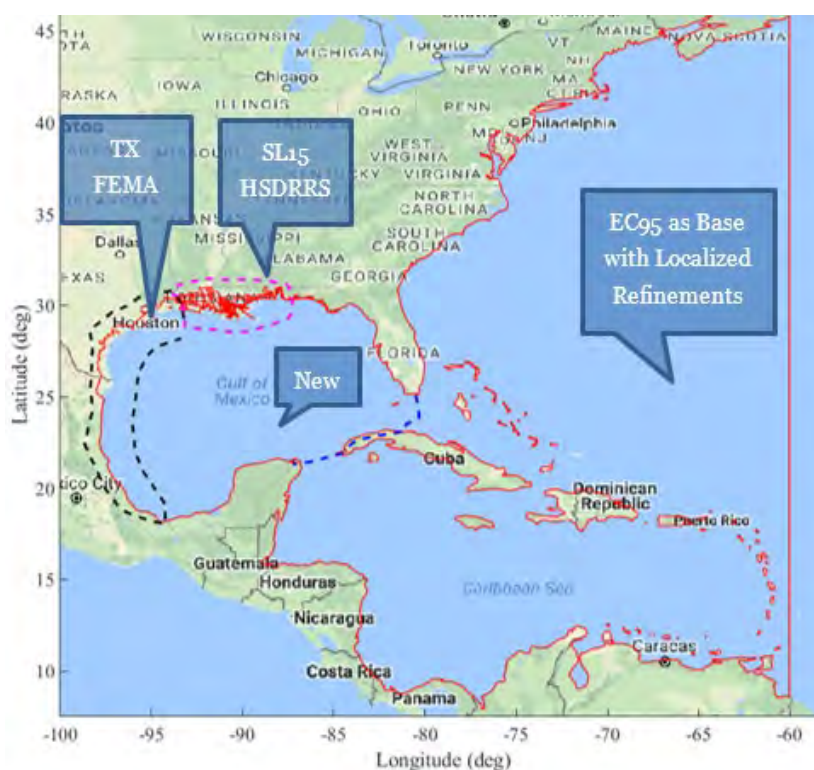 45
WISCONSIN
MAINE
NOVA SCOTIA
MICHIGAN
Toronto
VT
NH
NEW YORK
Chicago
MA
IOWA
ILLINOIS
OHIO
PENN
40
Philadelphia
NJ
TX
FEMA
SL15
HSDRRS
WEST
VIRGINIA
VIRGINIA
KENTUCKY
NORTH
CAROLINA
35
SOUTH
CAROLINA
EC95 as Base
with Localized
Refinements
Dallas
MISSISSIPPI
ALABAMA
GEORGIA
30
Houston
FLORIDA
Gulf of
Mexico
New
25
Cuba
20
Dominican
Republic
Puerto Rico
Guatemala
15
Honduras
Caribbean Sea
Nicaragua
Caracas
10
Costa Rica
Panama
-100
-95
-90
-85
-80
-75
-70
-65
-60
Latitude (deg)
Longitude (deg)